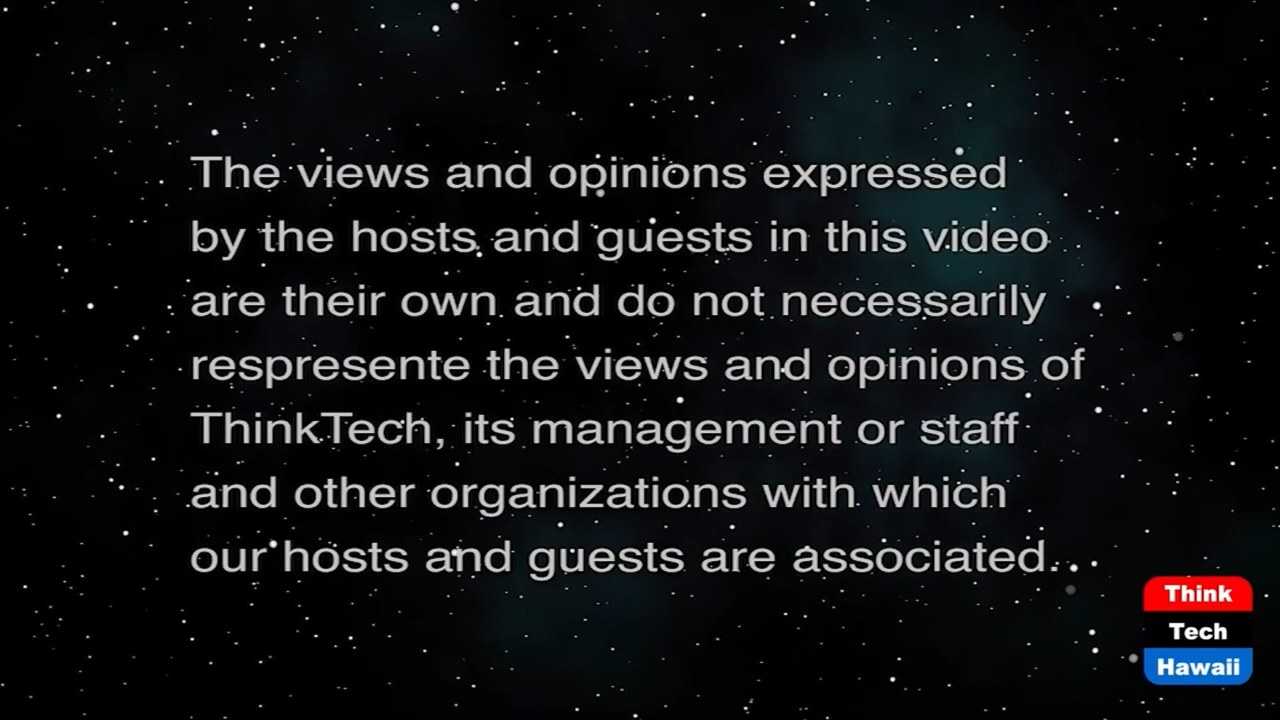 The views and opinions expressed
by the hosts and guests in this video
are their own and do not necessarily
respresente the views and opinions of
ThinkTech, its management or staff
and other organizations with which
our hosts and guests are associated.
Think
Tech
Hawaii